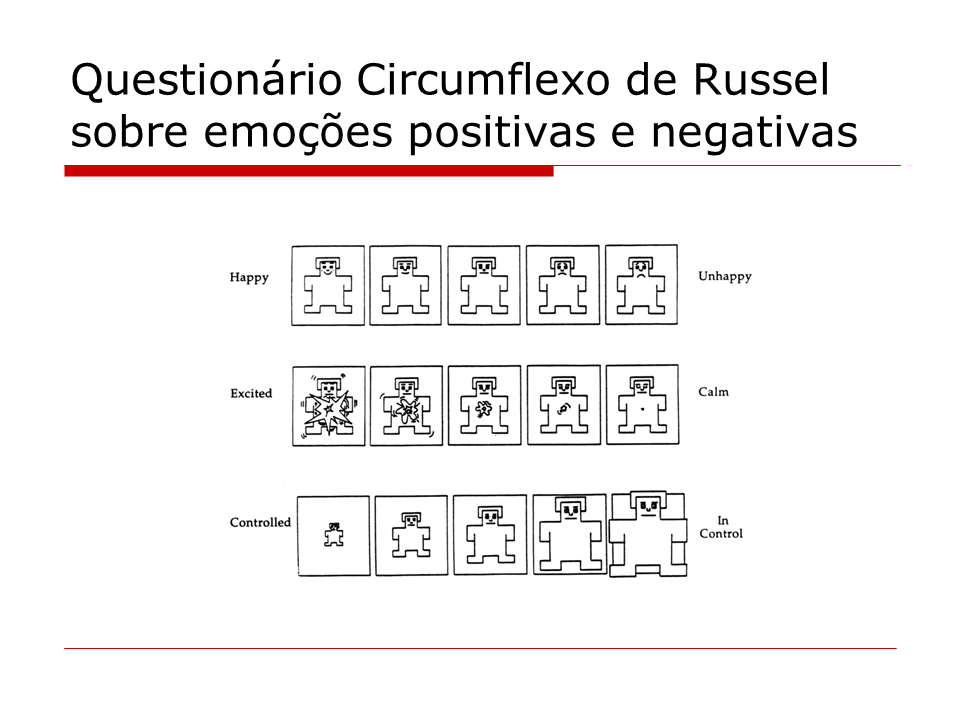 Questionário Circumflexo de Russel
sobre emoções positivas e negativas
Happy
Unhappy
Excited
Calm
Controlled
In
Control